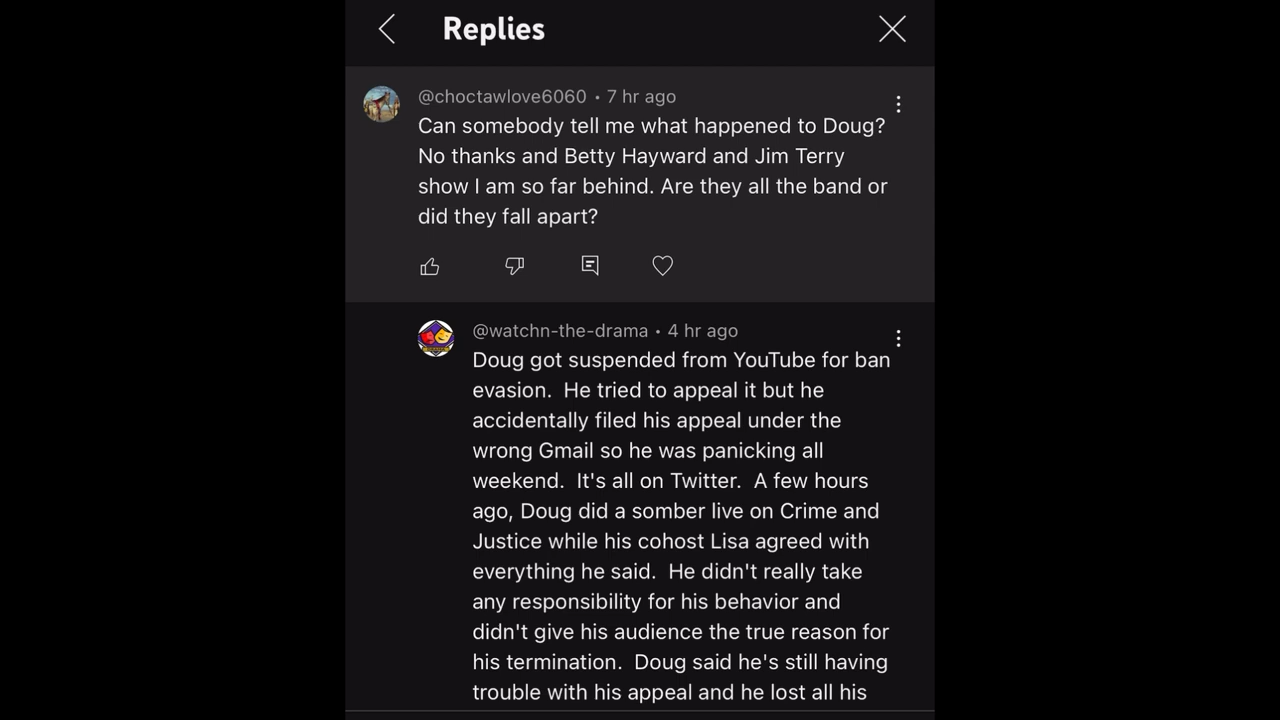 Replies
@choctawlove6060 • 7 hr ago
Can somebody tell me what happened to Doug?
No thanks and Betty Hayward and Jim Terry
show I am so far behind. Are they all the band or
did they fall apart?
@watchn-the-drama • 4 hr ago
Doug got suspended from YouTube for ban
evasion.  He tried to appeal it but he
accidentally filed his appeal under the
wrong Gmail so he was panicking all
weekend.  It's all on Twitter.  A few hours
ago, Doug did a somber live on Crime and
Justice while his cohost Lisa agreed with
everything he said.  He didn't really take
any responsibility for his behavior and
didn't give his audience the true reason for
his termination.  Doug said he's still having
trouble with his appeal and he lost all his